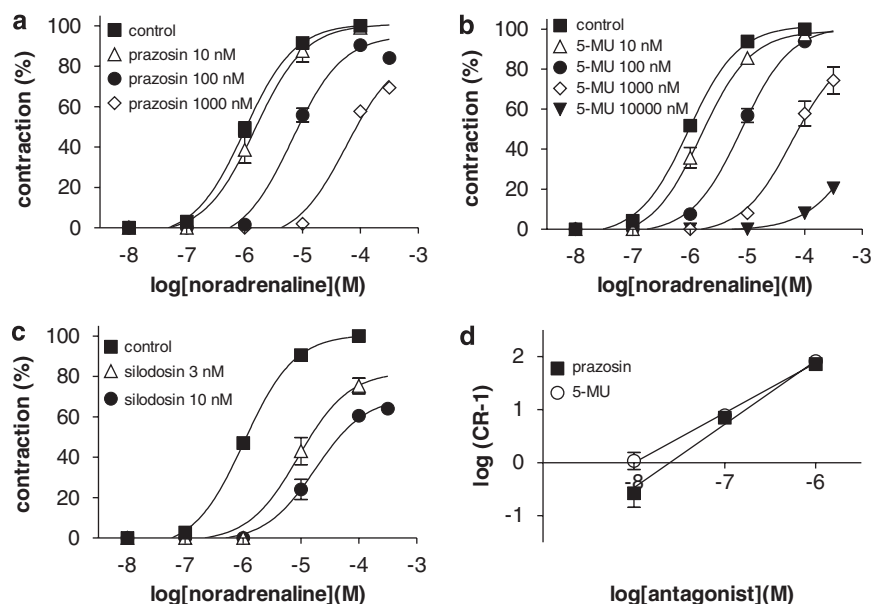 a
contraction (%)
100
80
60
40
20
0
control
prazosin 10 nM
prazosin 100 nM
prazosin 1000 nM
-8 -7 -6 -5 -4 -3
log[noradrenaline](M)
b
contraction (%)
100
80
60
40
20
0
control
5-MU 10 nM
5-MU 100 nM
5-MU 1000 nM
5-MU 10000 nM
-8 -7 -6 -5 -4 -3
log[noradrenaline](M)
c
contraction (%)
100
80
60
40
20
0
control
silodosin 3 nM
silodosin 10 nM
-8 -7 -6 -5 -4 -3
log[noradrenaline](M)
d
log (CR-1)
2
1
0
-1
prazosin
5-MU
-8 -7 -6
log[antagonist](M)